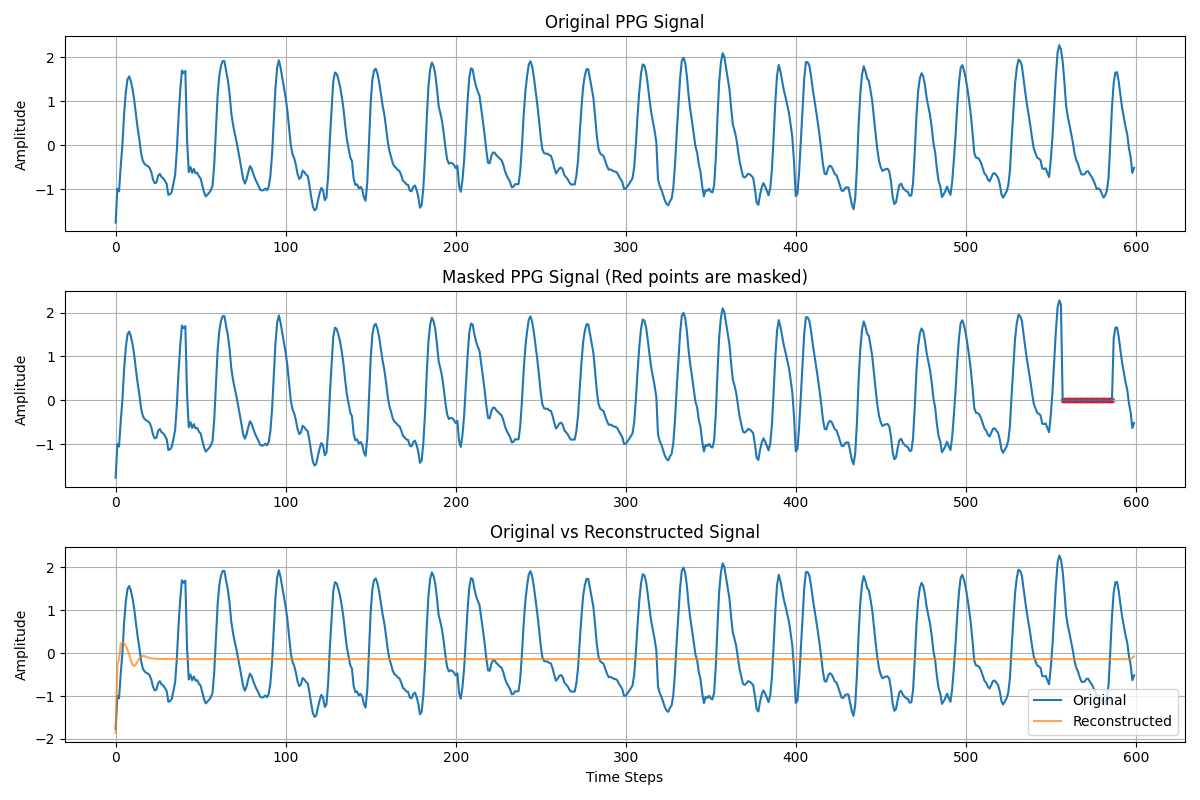 Original PPG Signal
2
1
0
−1
Amplitude
0 100 200 300 400 500 600
Masked PPG Signal (Red points are masked)
2
1
0
−1
Amplitude
0 100 200 300 400 500 600
Original vs Reconstructed Signal
2
1
0
−1
−2
Amplitude
Original
Reconstructed
0 100 200 300 400 500 600
Time Steps